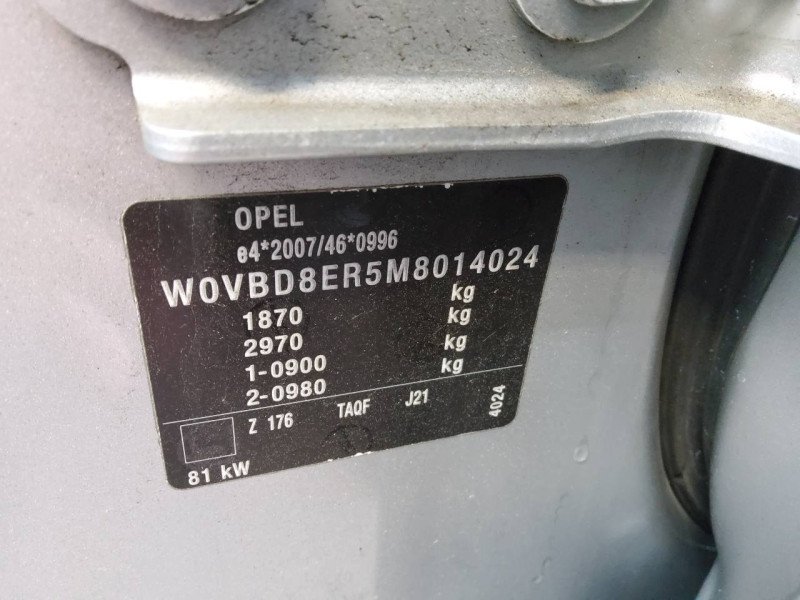 OPEL
e4*2007/46*0996
W0VBD8ER5M8014024
1870 kg
2970 kg
1-0900 kg
2-0980 kg
Z 176 TAQF J21 4024
81 kW